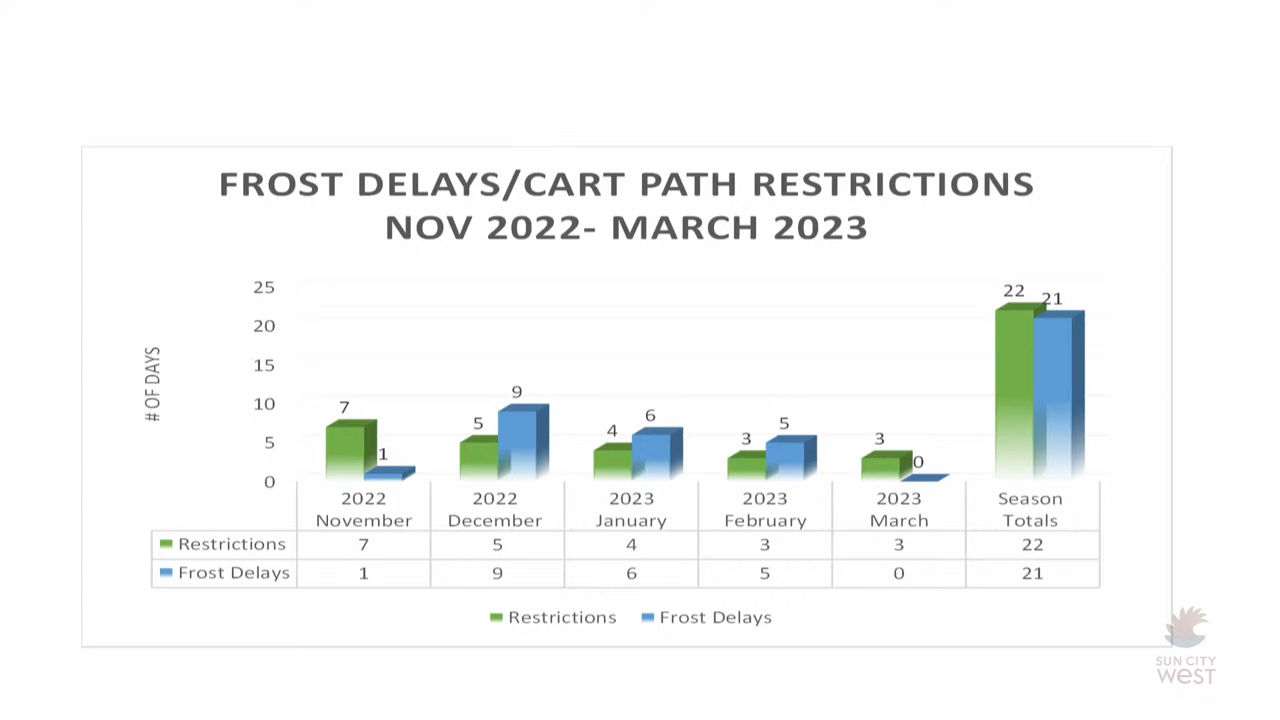 FROST DELAYS/CART PATH RESTRICTIONS
NOV 2022- MARCH 2023
# OF DAYS
25
20
15
10
5
0
7
1
5
9
4
6
3
5
3
0
22
21
2022 November
2022 December
2023 January
2023 February
2023 March
Season Totals
Restrictions 7 5 4 3 3 22
Frost Delays 1 9 6 5 0 21
Restrictions Frost Delays
SUN CITY
west